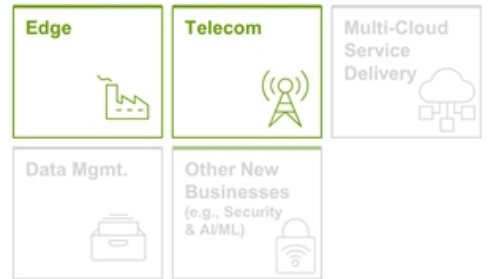 Edge
Telecom
Multi-Cloud
Service
Delivery
Data Mgmt.
Other New
Businesses
(e.g., Security
& AI/ML)